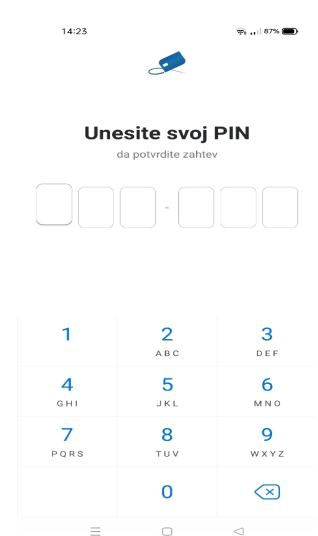 14:23
87%
Unesite svoj PIN
da potvrdite zahtev
-
1
2
3
ABC
DEF
4
5
6
GHI
JKL
MNO
7
8
9
PQRS
TUV
WXYZ
0